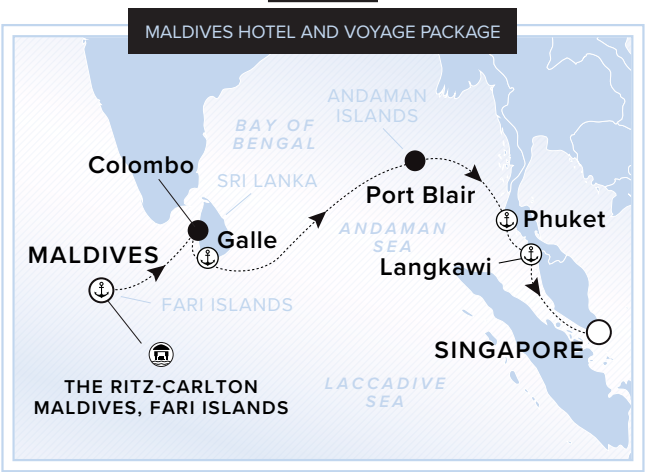 MALDIVES HOTEL AND VOYAGE PACKAGE
ANDAMAN
ISLANDS
BAY OF
BENGAL
Colombo
SRI LANKA
Port Blair
Phuket
ANDAMAN
SEA
Galle
MALDIVES
Langkawi
FARI ISLANDS
SINGAPORE
THE RITZ-CARLTON
MALDIVES, FARI ISLANDS
LACCADIVE
SEA